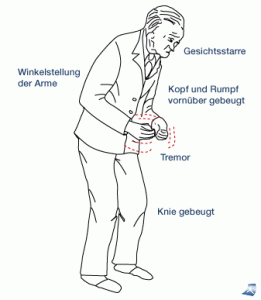 Gesichtsstarre
Winkelstellung
der Arme
Kopf und Rumpf
vornüber gebeugt
Tremor
Knie gebeugt